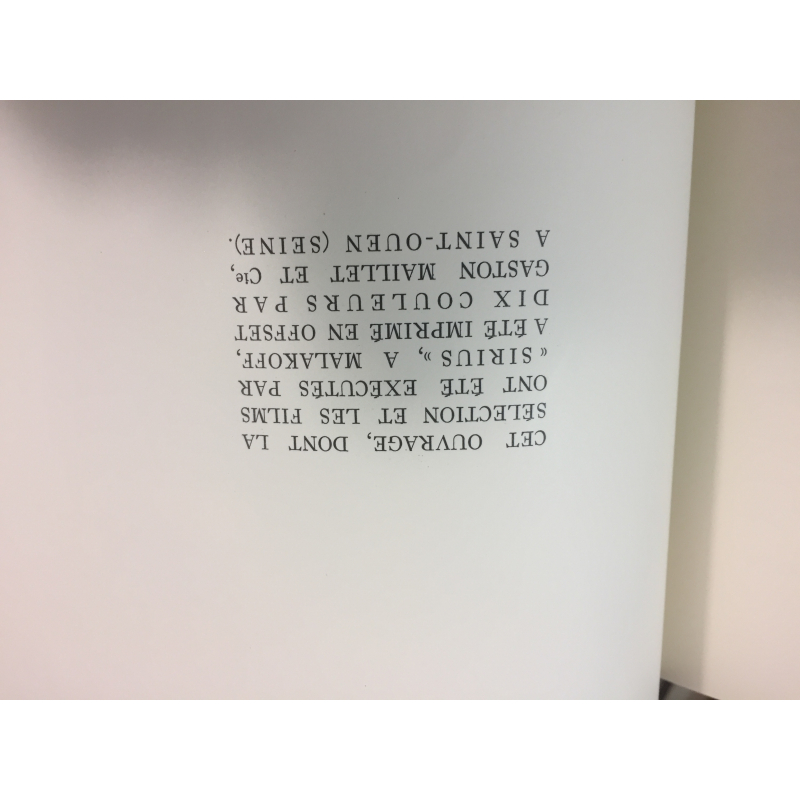 CET OUVRAGE, DONT LA
SÉLECTION ET LES FILMS
ONT ÉTÉ EXÉCUTÉS PAR
« SIRIUS », A MALAKOFF,
A ÉTÉ IMPRIMÉ EN OFFSET
DIX COULEURS PAR
GASTON MAILLET ET Cie,
A SAINT-OUEN (SEINE).